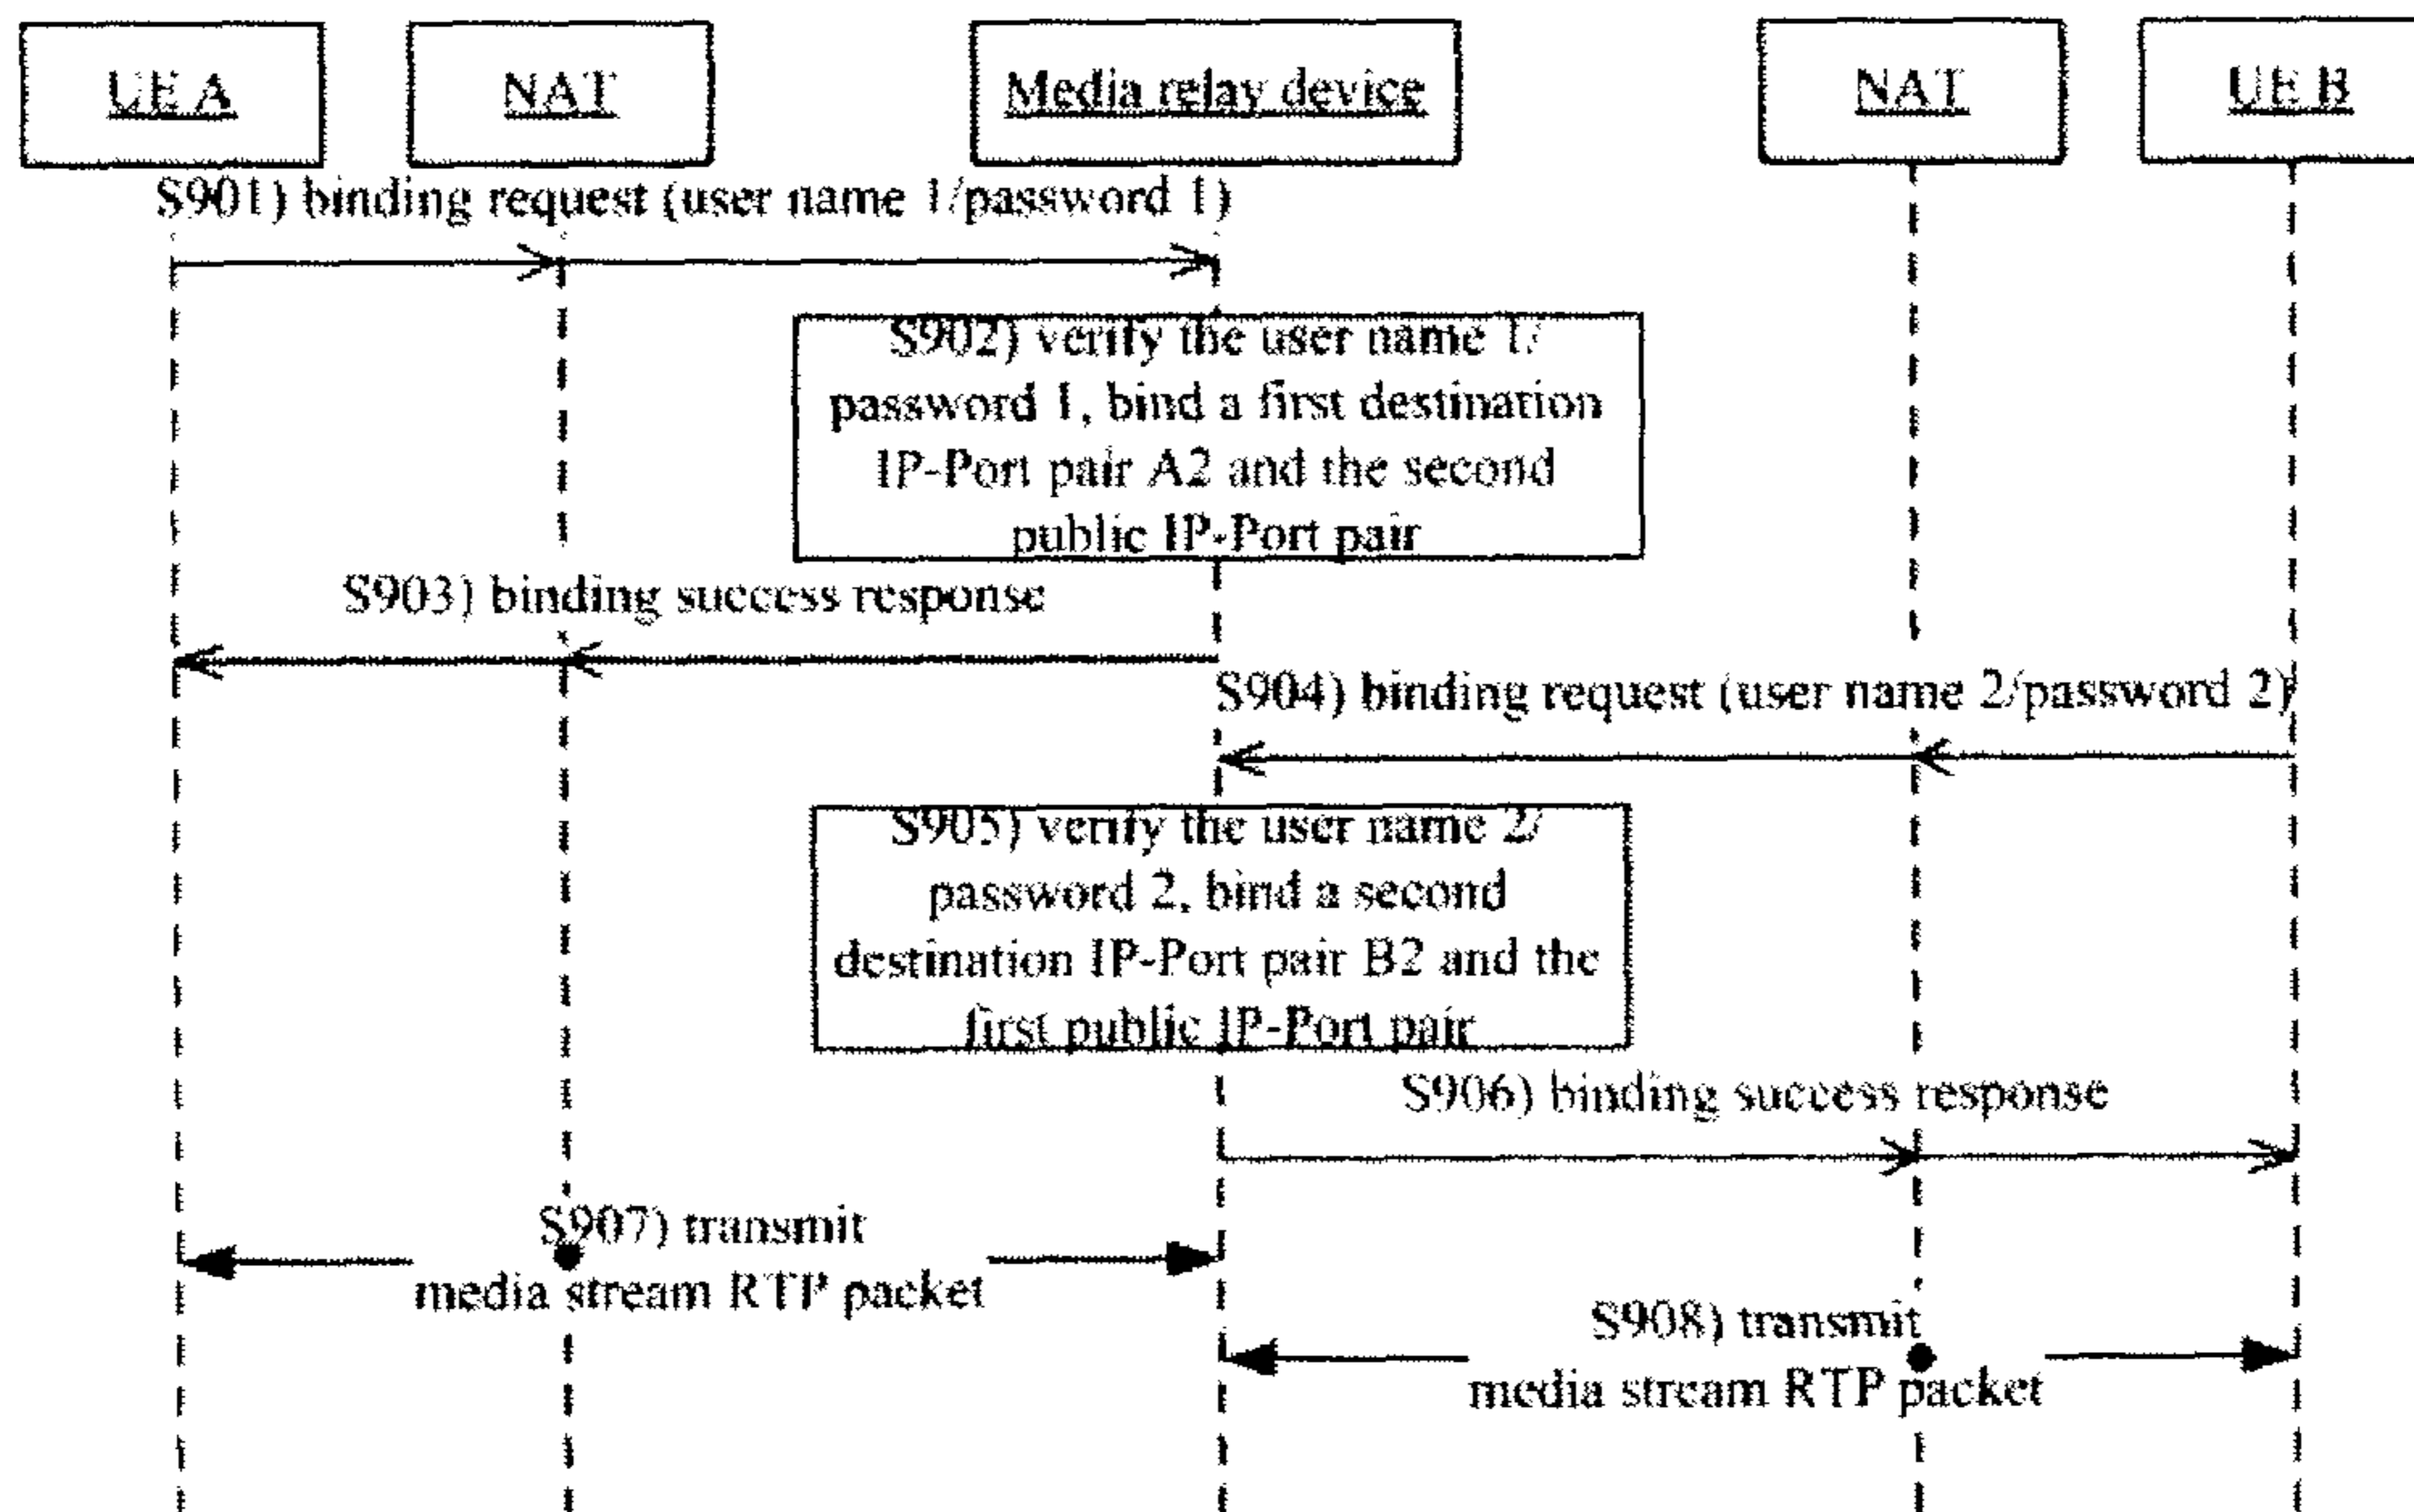 UE A
NAT
Media relay device
NAT
UE B
S901) binding request (user name 1/password 1)
S902) verify the user name 1/
password 1, bind a first destination
IP-Port pair A2 and the second
public IP-Port pair
S903) binding success response
S904) binding request (user name 2/password 2)
S905) verify the user name 2/
password 2, bind a second
destination IP-Port pair B2 and the
first public IP-Port pair
S906) binding success response
S907) transmit
media stream RTP packet
S908) transmit
media stream RTP packet